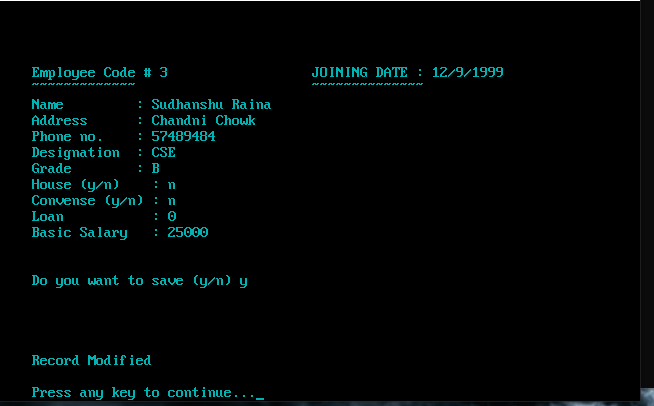 Employee Code # 3 JOINING DATE : 12/9/1999
~~~~~~~~~~~~~ ~~~~~~~~~~~~~~
Name : Sudhanshu Raina
Address : Chandni Chowk
Phone no. : 57489484
Designation : CSE
Grade : B
House (y/n) : n
Convense (y/n) : n
Loan : 0
Basic Salary : 25000
Do you want to save (y/n) y
Record Modified
Press any key to continue..._